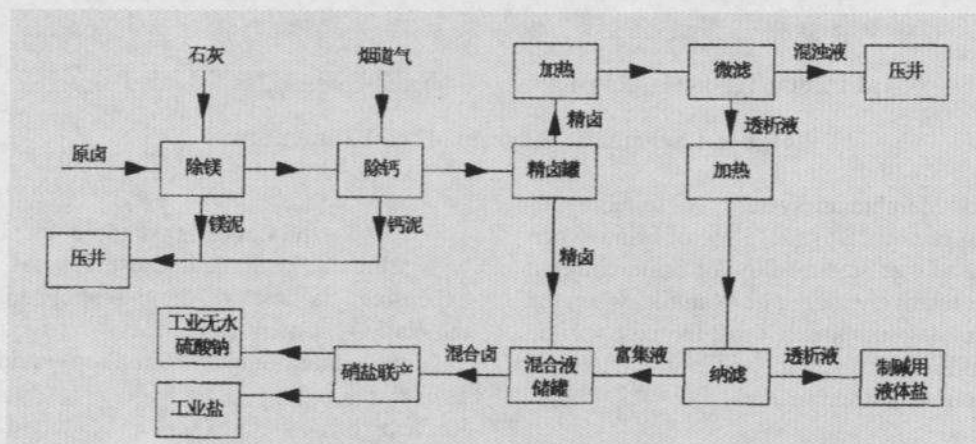 石灰
烟道气
加热
微滤
混浊液
压井
原卤
除镁
除钙
精卤
精卤罐
透析液
加热
镁泥
钙泥
压井
精卤
工业无水
硫酸钠
工业盐
硝盐联产
混合卤
混合液
储罐
富集液
纳滤
透析液
制碱用
液体盐